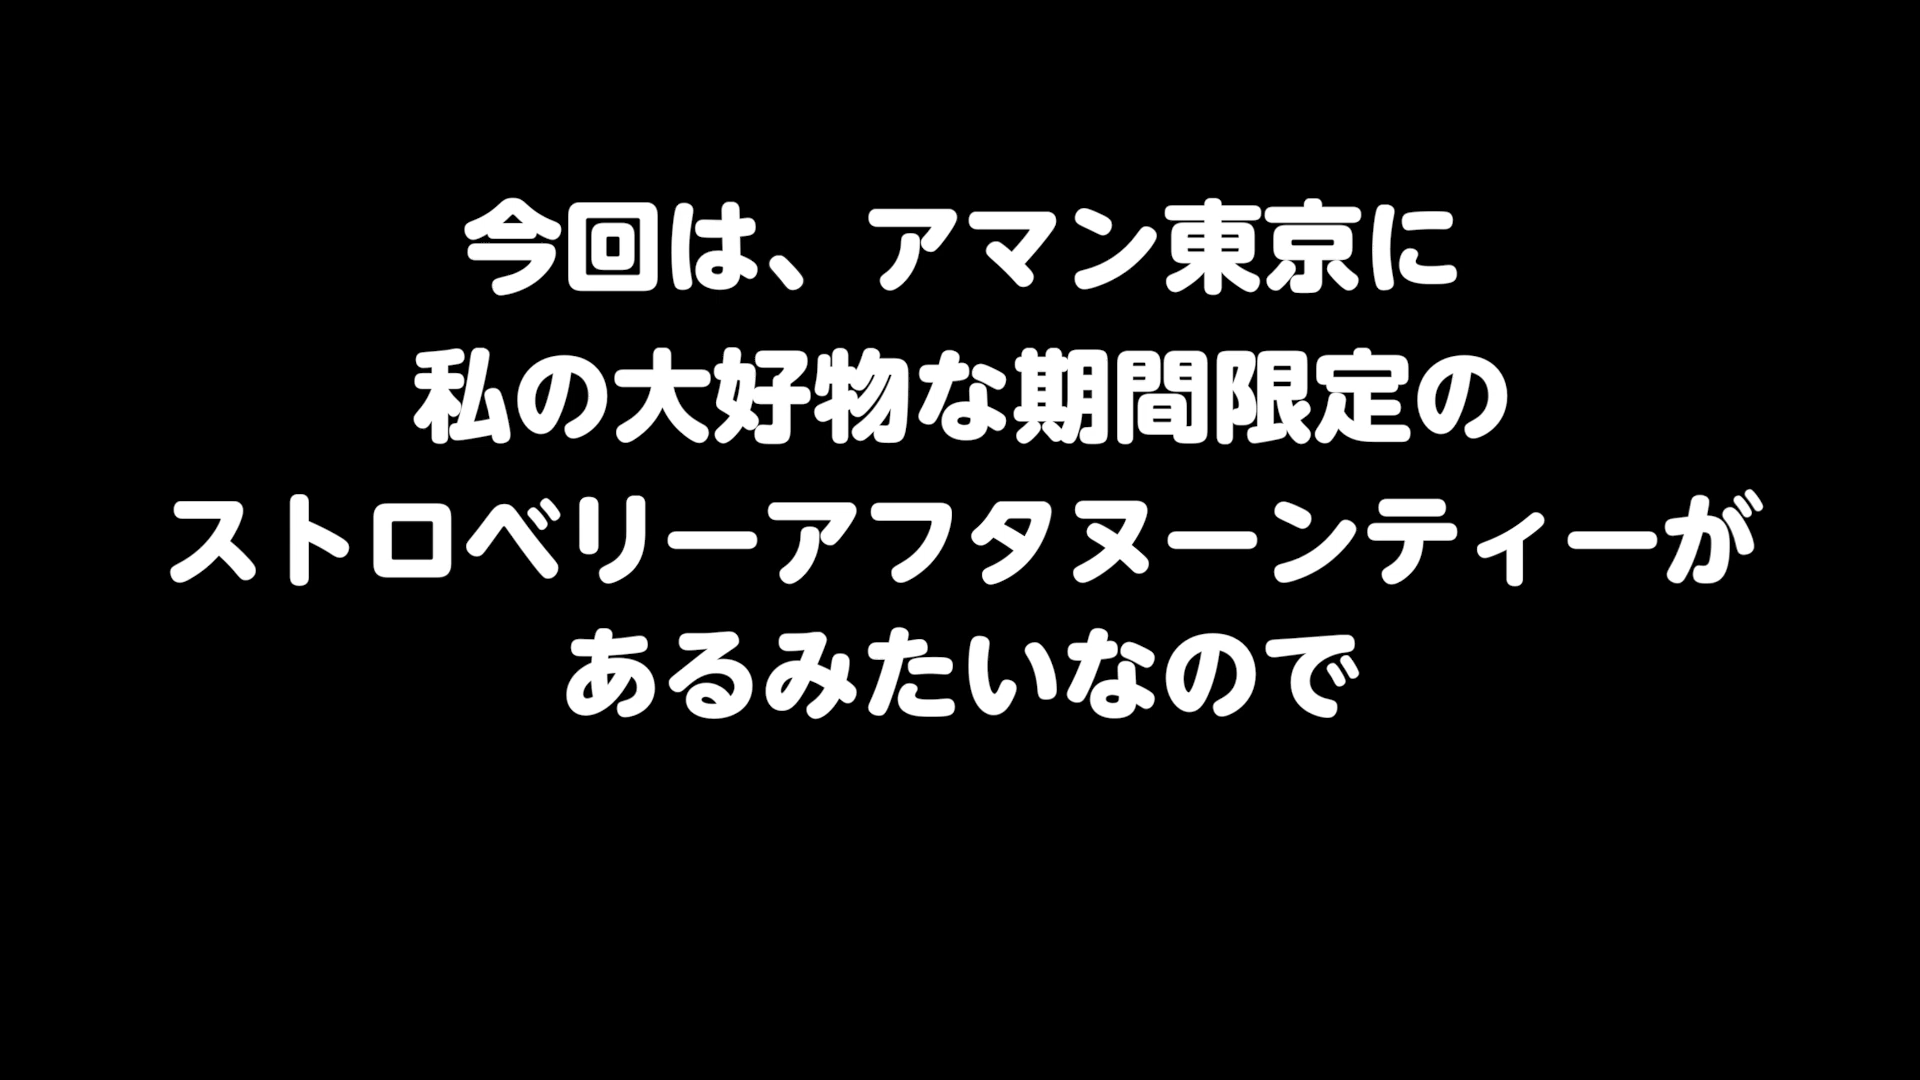 今回は、アマン東京に
私の大好物な期間限定の
ストロベリーアフタヌーンティーが
あるみたいなので